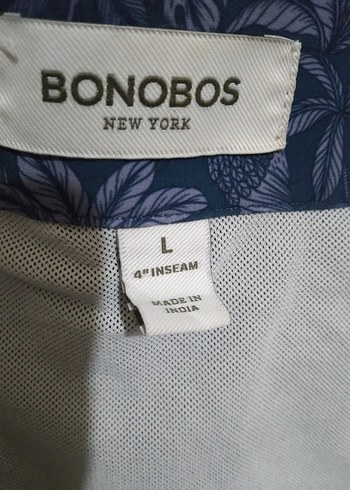 BONOBOS
NEW YORK
L
4" INSEAM
MADE IN
INDIA